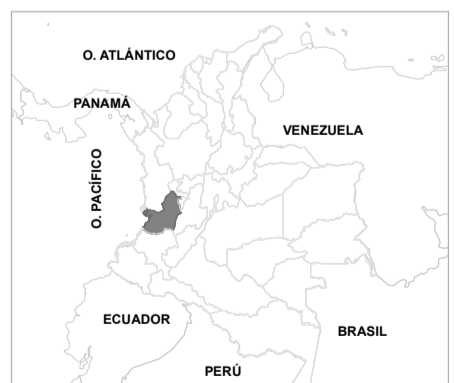 O. ATLÁNTICO
PANAMÁ
VENEZUELA
O. PACÍFICO
ECUADOR
BRASIL
PERÚ